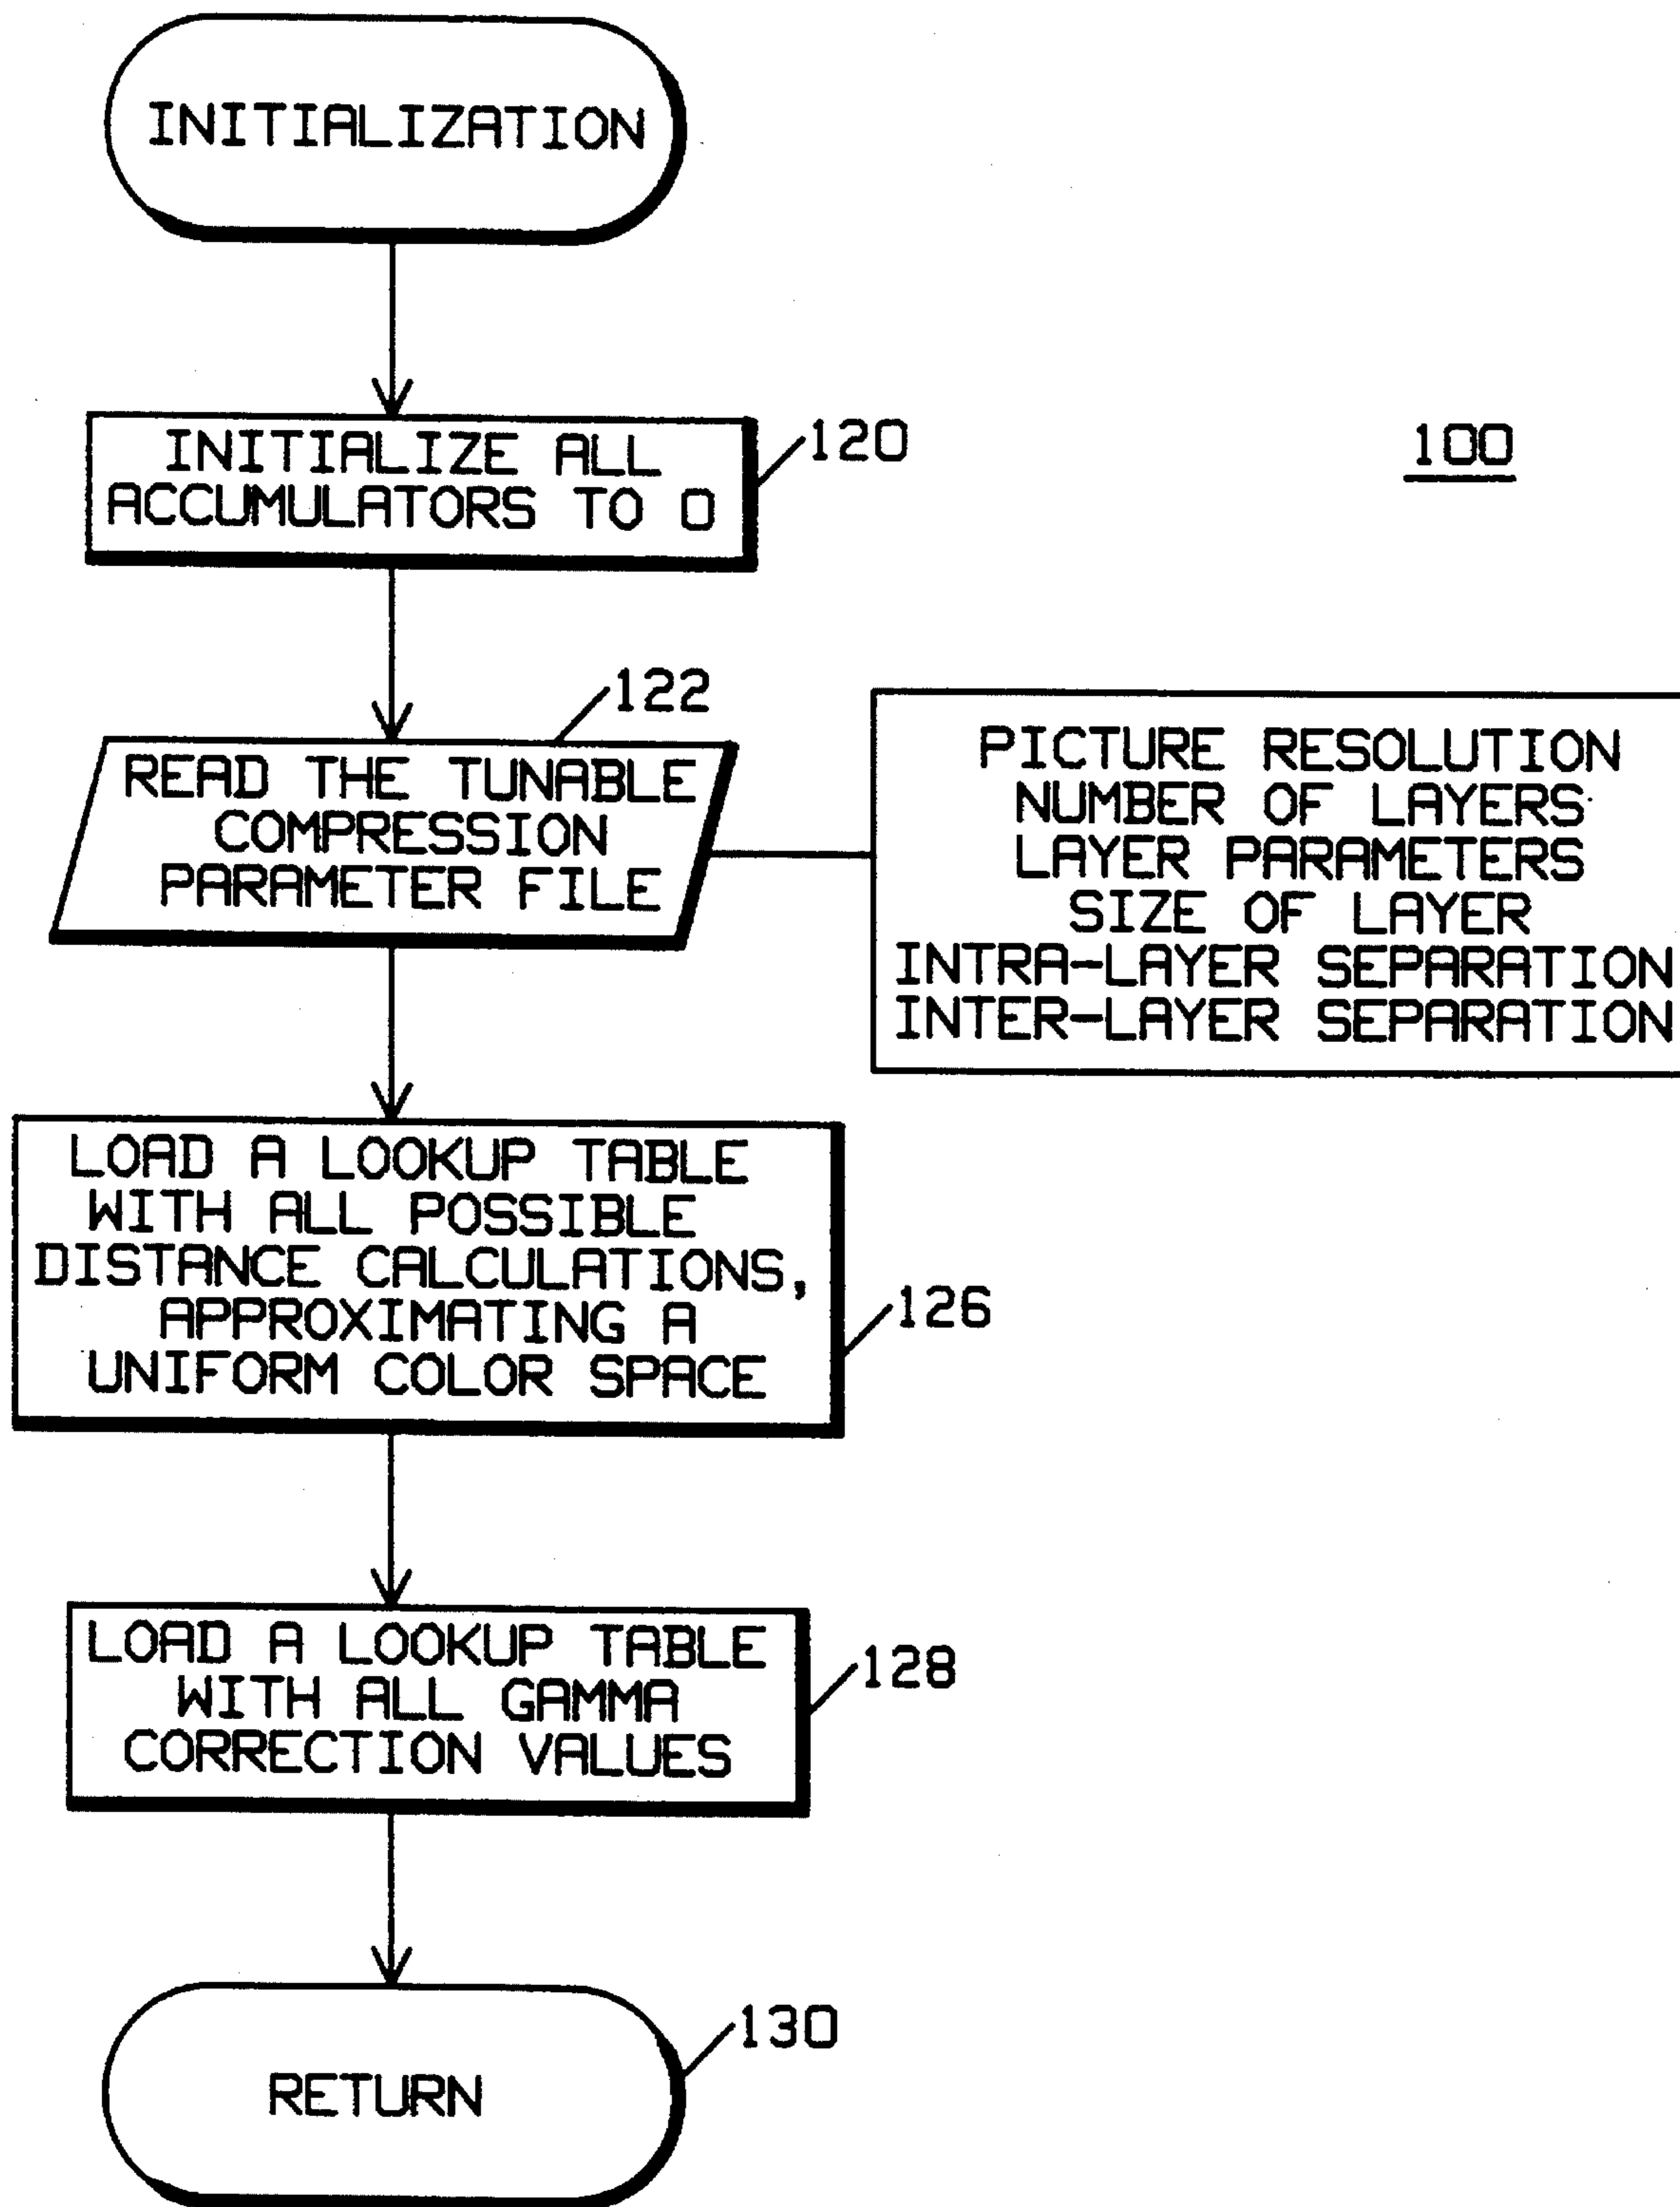 INITIALIZATION
INITIALIZE ALL
ACCUMULATORS TO 0
120
100
122
READ THE TUNABLE
COMPRESSION
PARAMETER FILE
PICTURE RESOLUTION
NUMBER OF LAYERS
LAYER PARAMETERS
SIZE OF LAYER
INTRA-LAYER SEPARATION
INTER-LAYER SEPARATION
LOAD A LOOKUP TABLE
WITH ALL POSSIBLE
DISTANCE CALCULATIONS,
APPROXIMATING A
UNIFORM COLOR SPACE
126
LOAD A LOOKUP TABLE
WITH ALL GAMMA
CORRECTION VALUES
128
RETURN
130